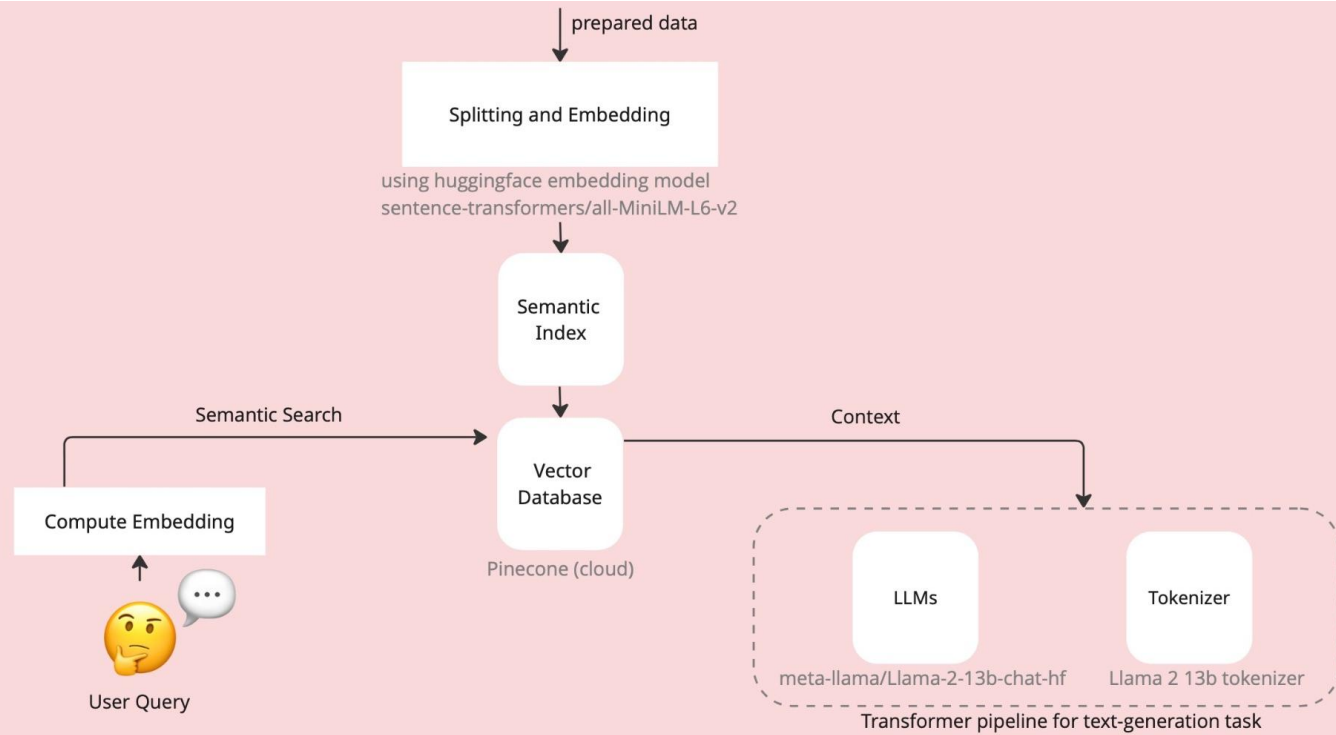 prepared data
Splitting and Embedding
using huggingface embedding model
sentence-transformers/all-MiniLM-L6-v2
Semantic
Index
Semantic Search
Context
Vector
Database
Compute Embedding
Pinecone (cloud)
LLMs
Tokenizer
meta-llama/Llama-2-13b-chat-hf
Llama 2 13b tokenizer
User Query
Transformer pipeline for text-generation task